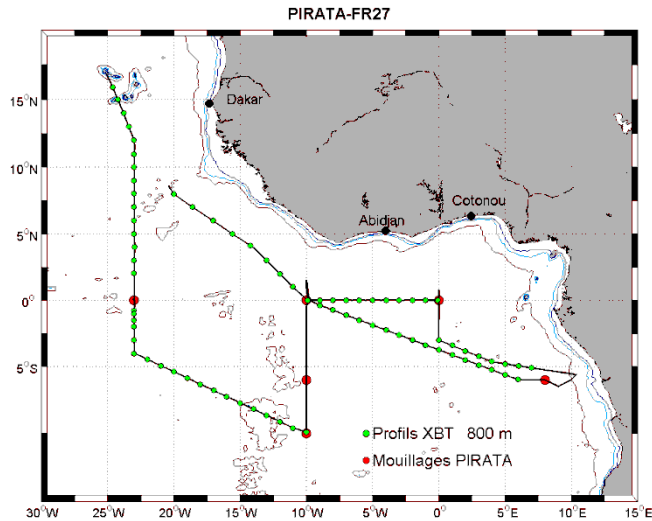 PIRATA-FR27
15°N
Dakar
10°N
Cotonou
Abidjan
5°N
0°
5°S
Profils XBT 800 m
Mouillages PIRATA
30°W 25°W 20°W 15°W 10°W 5°W 0° 5°E 10°E 15°E